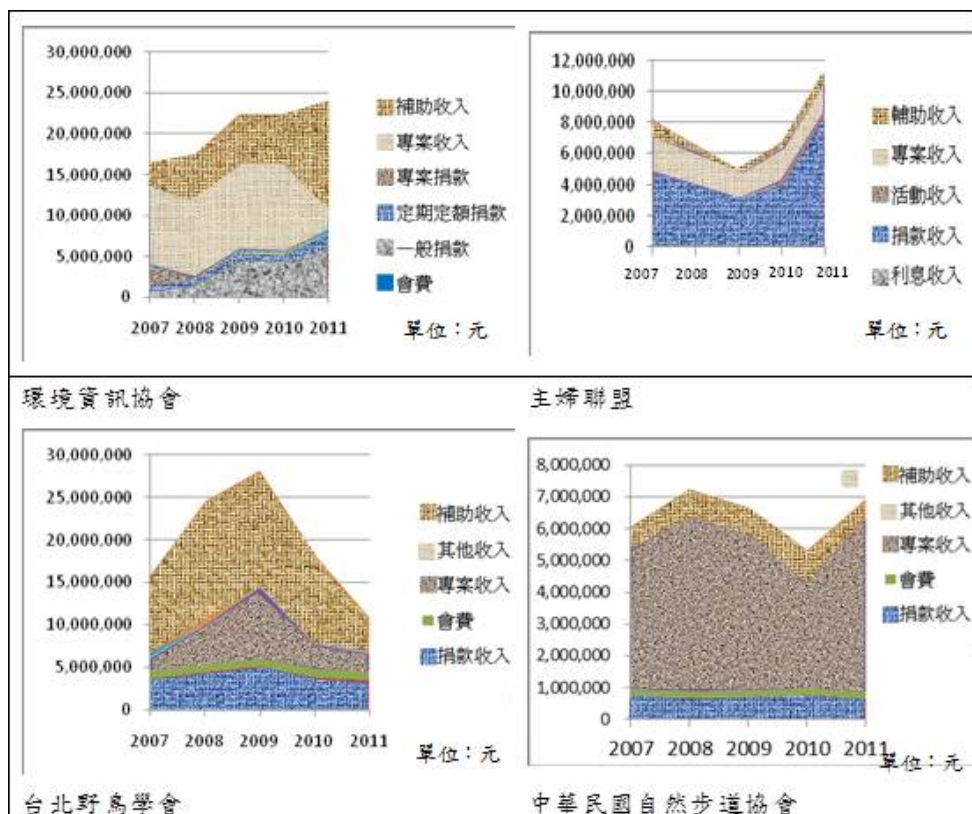 30,000,000
25,000,000
20,000,000
15,000,000
10,000,000
5,000,000
0
2007 2008 2009 2010 2011
補助收入
專案收入
專案捐款
定期定額捐款
一般捐款
會費
單位：元
12,000,000
10,000,000
8,000,000
6,000,000
4,000,000
2,000,000
0
2007 2008 2009 2010 2011
輔助收入
專案收入
活動收入
捐款收入
利息收入
單位：元
環境資訊協會
主婦聯盟
30,000,000
25,000,000
20,000,000
15,000,000
10,000,000
5,000,000
0
2007 2008 2009 2010 2011
補助收入
其他收入
專案收入
會費
捐款收入
單位：元
8,000,000
7,000,000
6,000,000
5,000,000
4,000,000
3,000,000
2,000,000
1,000,000
0
2007 2008 2009 2010 2011
補助收入
其他收入
專案收入
會費
捐款收入
單位：元
台北野鳥學會
中華民國自然步道協會